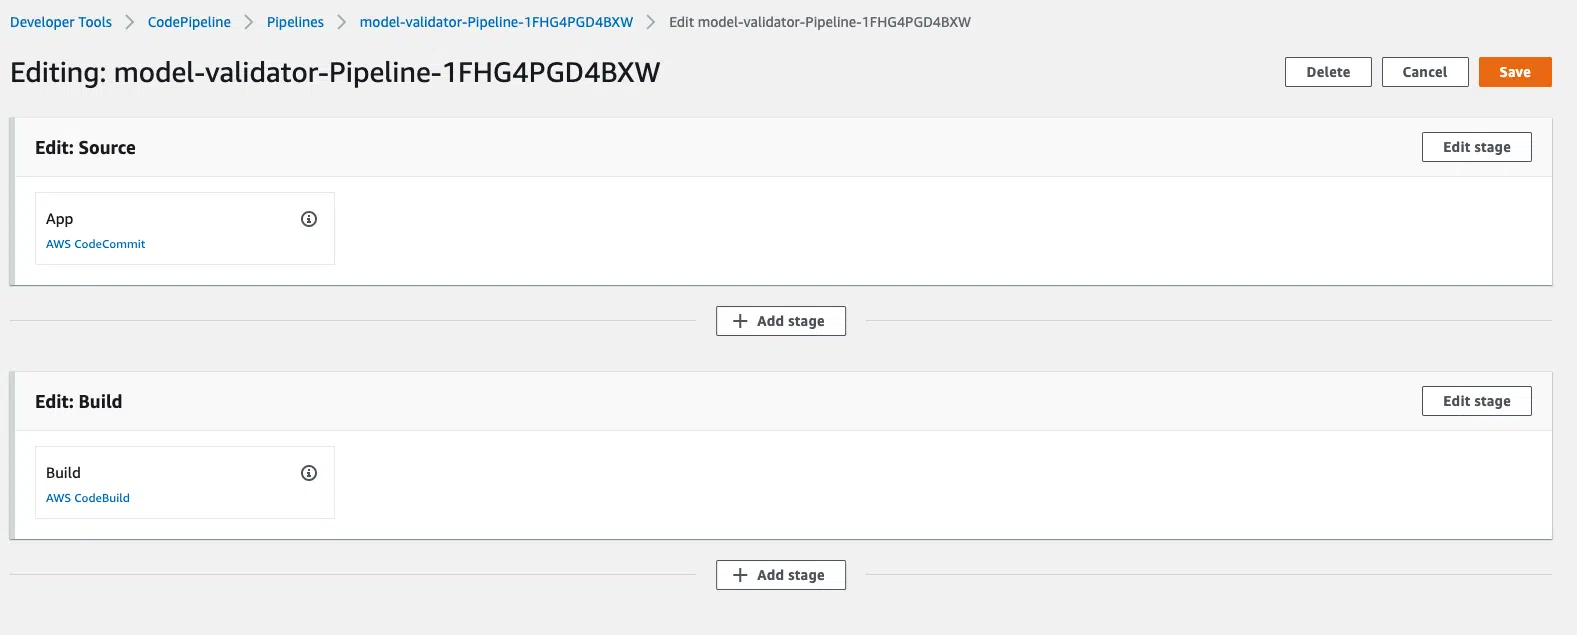 Developer Tools > CodePipeline > Pipelines > model-validator-Pipeline-1FHG4PGD4BXW > Edit model-validator-Pipeline-1FHG4PGD4BXW
Editing: model-validator-Pipeline-1FHG4PGD4BXW
Delete Cancel Save
Edit: Source
Edit stage
App
AWS CodeCommit
+ Add stage
Edit: Build
Edit stage
Build
AWS CodeBuild
+ Add stage